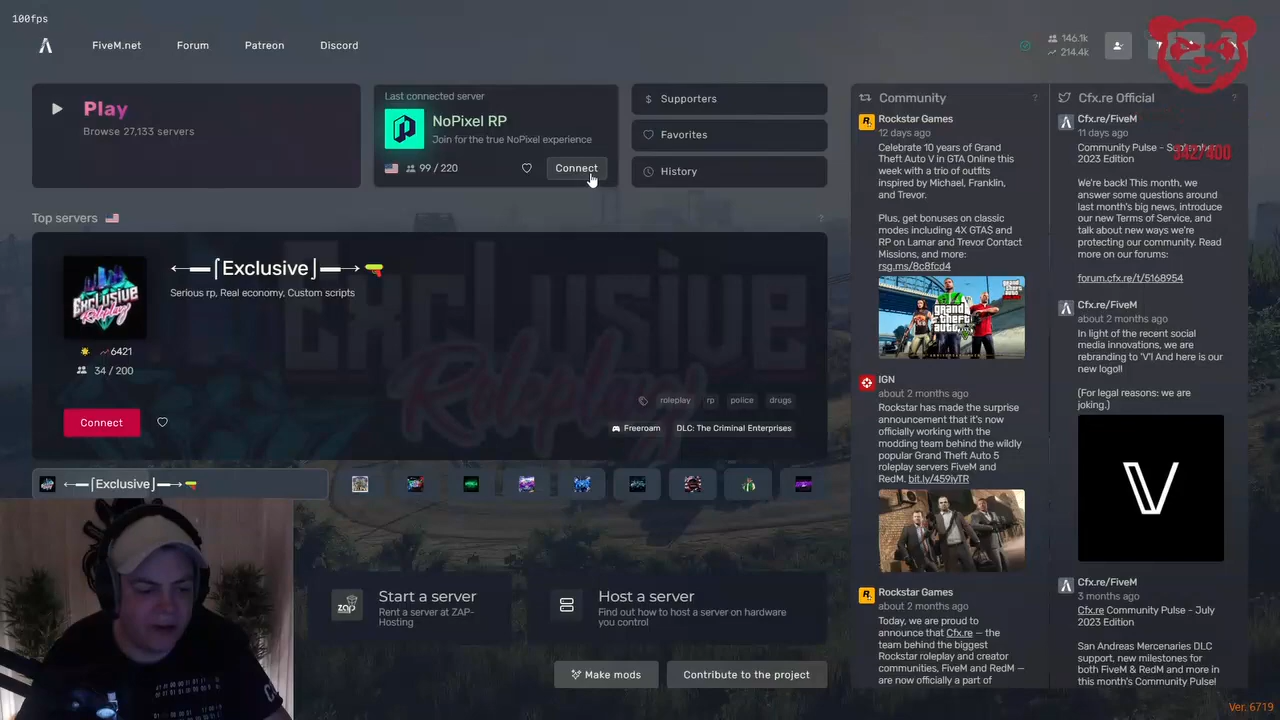 100fps
FiveM.net
Forum
Patreon
Discord
146.1k
214.4k
Play
Browse 27,133 servers
Last connected server
NoPixel RP
Join for the true NoPixel experience
99 / 220
Connect
Supporters
Favorites
History
Top servers
?
⌠Exclusive⌡
Serious rp, Real economy, Custom scripts
EXCLUSIVE
Roleplay
6421
34 / 200
Connect
roleplay
rp
police
drugs
Freeroam
DLC: The Criminal Enterprises
⌠Exclusive⌡
ZAP
Start a server
Rent a server at ZAP-
Hosting
Host a server
Find out how to host a server on hardware
you control
Make mods
Contribute to the project
Community
?
Rockstar Games
12 days ago
Celebrate 10 years of Grand
Theft Auto V in GTA Online this
week with a trio of outfits
inspired by Michael, Franklin,
and Trevor.
Plus, get bonuses on classic
modes including 4X GTA$ and
RP on Lamar and Trevor Contact
Missions, and more:
rsg.ms/8c8fcd4
grand
theft
auto
IGN
about 2 months ago
Rockstar has made the surprise
announcement that it's now
officially working with the
modding team behind the wildly
popular Grand Theft Auto 5
roleplay servers FiveM and
RedM. bit.ly/459iyTR
Rockstar Games
about 2 months ago
Today, we are proud to
announce that Cfx.re — the
team behind the biggest
Rockstar roleplay and creator
communities, FiveM and RedM —
are now officially a part of
Cfx.re Official
?
Cfx.re/FiveM
11 days ago
Community Pulse - September
2023 Edition
342/400
We're back! This month, we
answer some questions around
last month's big news, introduce
our new Terms of Service, and
talk about new ways we're
protecting our community. Read
more on our forums:
forum.cfx.re/t/5168954
Cfx.re/FiveM
about 2 months ago
In light of the recent social
media innovations, we are
rebranding to 'V'! And here is our
new logo!!
(For legal reasons: we are
joking.)
V
Cfx.re/FiveM
3 months ago
Cfx.re Community Pulse - July
2023 Edition
San Andreas Mercenaries DLC
support, new milestones for
both FiveM & RedM and more in
this month's Community Pulse!
Ver. 6719